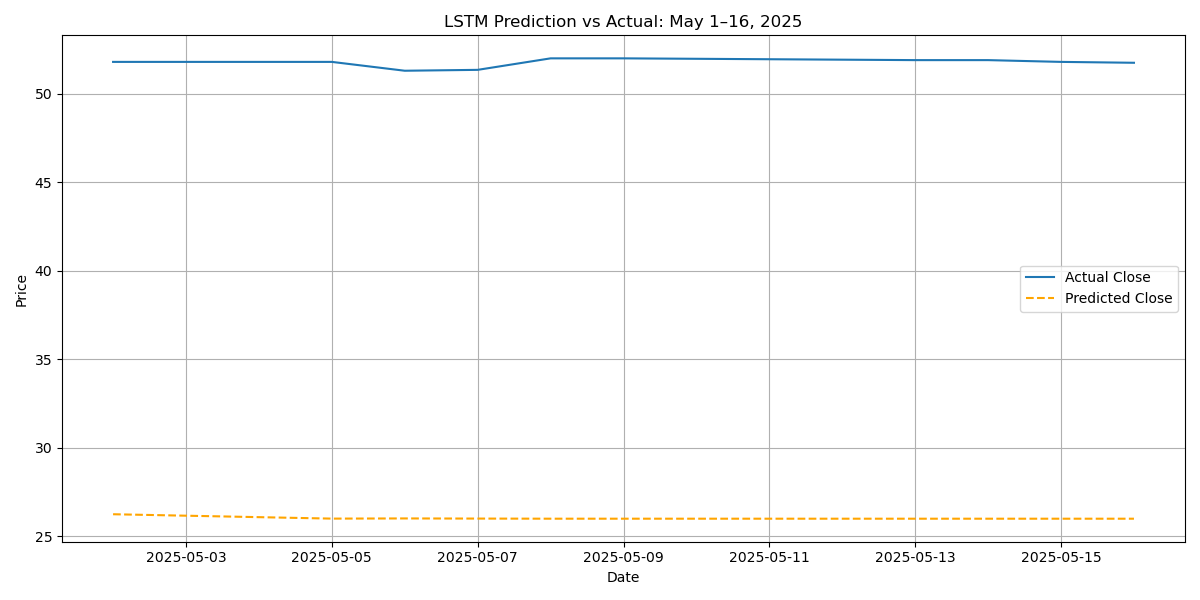 LSTM Prediction vs Actual: May 1–16, 2025
Price
50
45
40
35
30
25
Actual Close
Predicted Close
2025-05-03
2025-05-05
2025-05-07
2025-05-09
2025-05-11
2025-05-13
2025-05-15
Date